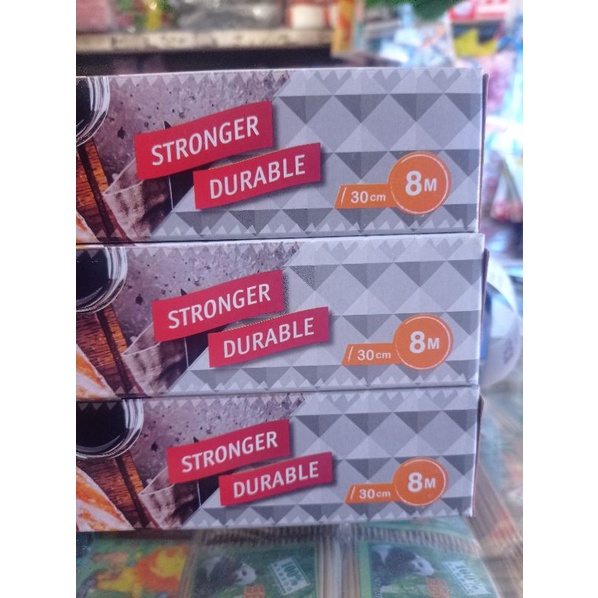 STRONGER
DURABLE
/ 30cm 8M
STRONGER
DURABLE
/ 30cm 8M
STRONGER
DURABLE
/ 30cm 8M